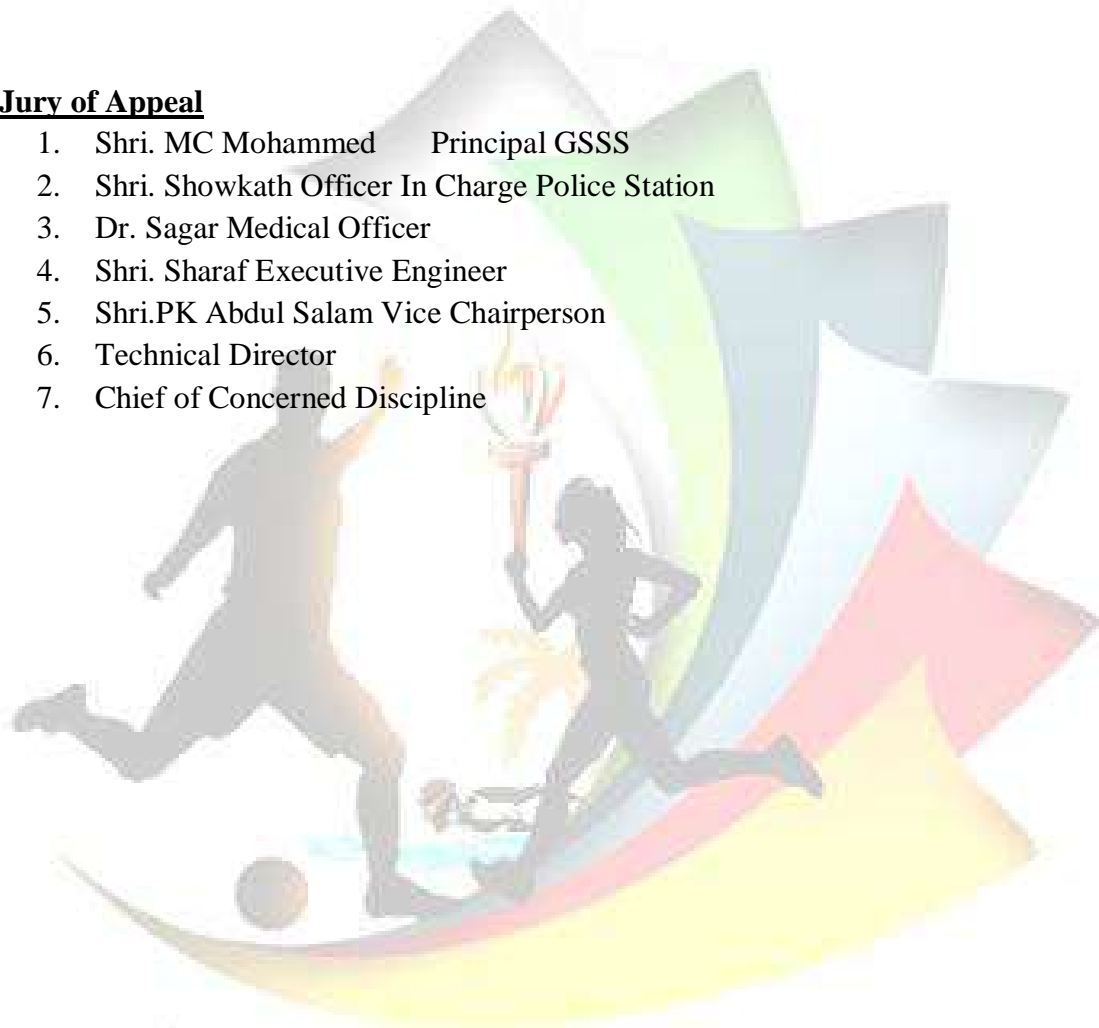 Jury of Appeal
1. Shri. MC Mohammed Principal GSSS
2. Shri. Showkath Officer In Charge Police Station
3. Dr. Sagar Medical Officer
4. Shri. Sharaf Executive Engineer
5. Shri.PK Abdul Salam Vice Chairperson
6. Technical Director
7. Chief of Concerned Discipline